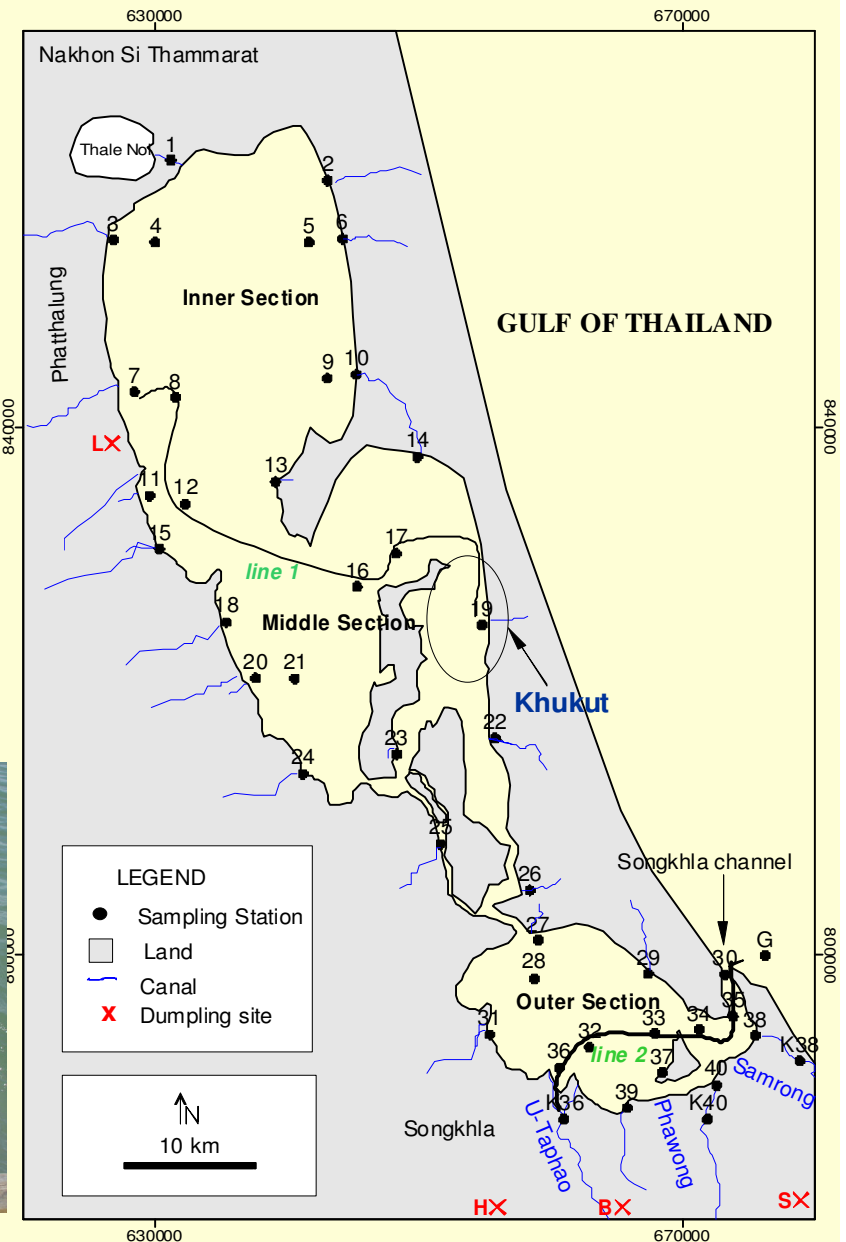 630000
670000
Nakhon Si Thammarat
Thale Noi
1
2
3
4
5
6
Inner Section
Phatthalung
GULF OF THAILAND
7
8
9
10
840000
840000
L
14
13
11
12
15
17
line 1
16
18
Middle Section
19
20
21
Khukut
22
23
24
25
Songkhla channel
26
LEGEND
Sampling Station
Land
Canal
x
Dumpling site
27
28
29
30
G
800000
800000
Outer Section
31
32
33
34
35
38
K38
line 2
36
37
40
Samrong
K36
39
K40
U-Taphao
Phawong
Songkhla
N
10 km
H
B
S
630000
670000